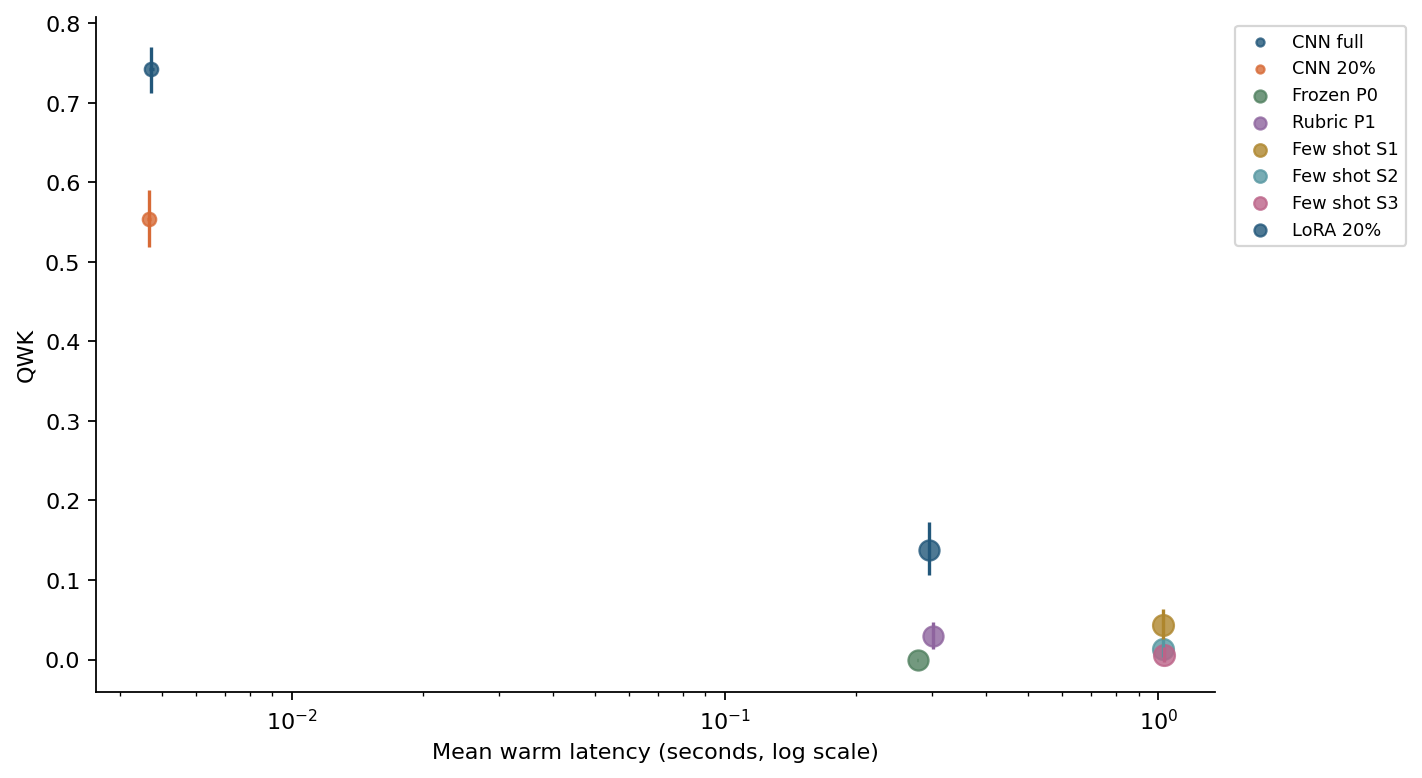 0.8
0.7
0.6
0.5
0.4
0.3
0.2
0.1
0.0
QWK
10⁻²
10⁻¹
10⁰
Mean warm latency (seconds, log scale)
CNN full
CNN 20%
Frozen P0
Rubric P1
Few shot S1
Few shot S2
Few shot S3
LoRA 20%